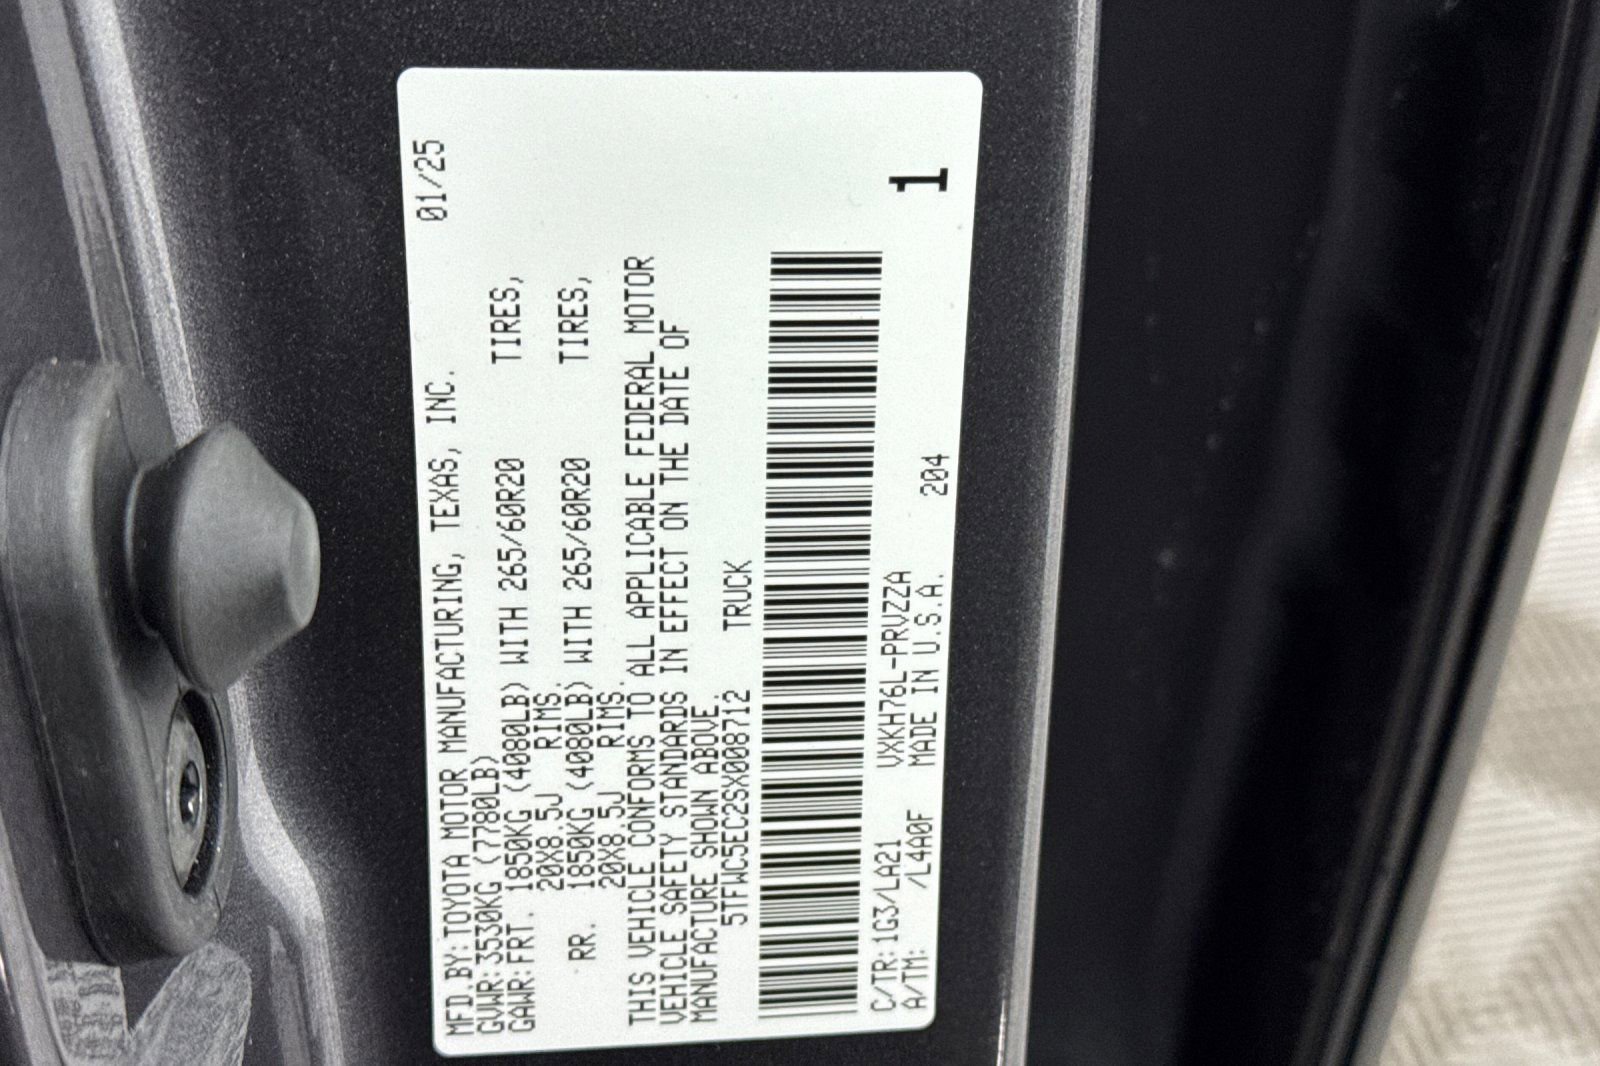 MFD.BY:TOYOTA MOTOR MANUFACTURING, TEXAS, INC. 01/25
GVWR:3530KG (7780LB)
GAWR:FRT. 1850KG (4080LB) WITH 265/60R20 TIRES,
20X8.5J RIMS.
RR. 1850KG (4080LB) WITH 265/60R20 TIRES,
20X8.5J RIMS.
THIS VEHICLE CONFORMS TO ALL APPLICABLE FEDERAL MOTOR
VEHICLE SAFETY STANDARDS IN EFFECT ON THE DATE OF
MANUFACTURE SHOWN ABOVE.
5TFWC5EC2SX008712 TRUCK
C/TR:1G3/LA21 VXKH76L-PRVZZA
A/TM: /L4A0F MADE IN U.S.A. 204
1